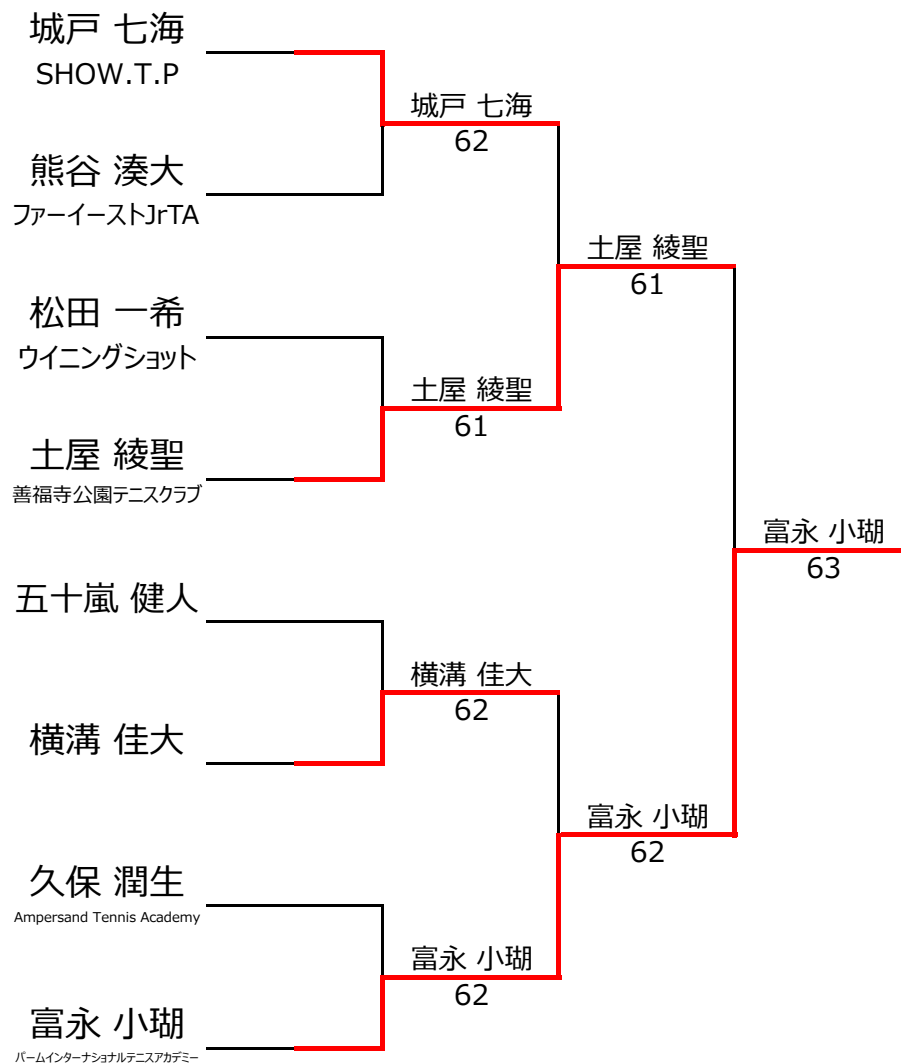 城戸 七海
SHOW.T.P
熊谷 湊大
ファーイーストJrTA
松田 一希
ウイニングショット
土屋 綾聖
善福寺公園テニスクラブ
五十嵐 健人
横溝 佳大
久保 潤生
Ampersand Tennis Academy
富永 小瑚
パームインターナショナルテニスアカデミー
城戸 七海
62
土屋 綾聖
61
横溝 佳大
62
富永 小瑚
62
土屋 綾聖
61
富永 小瑚
62
富永 小瑚
63